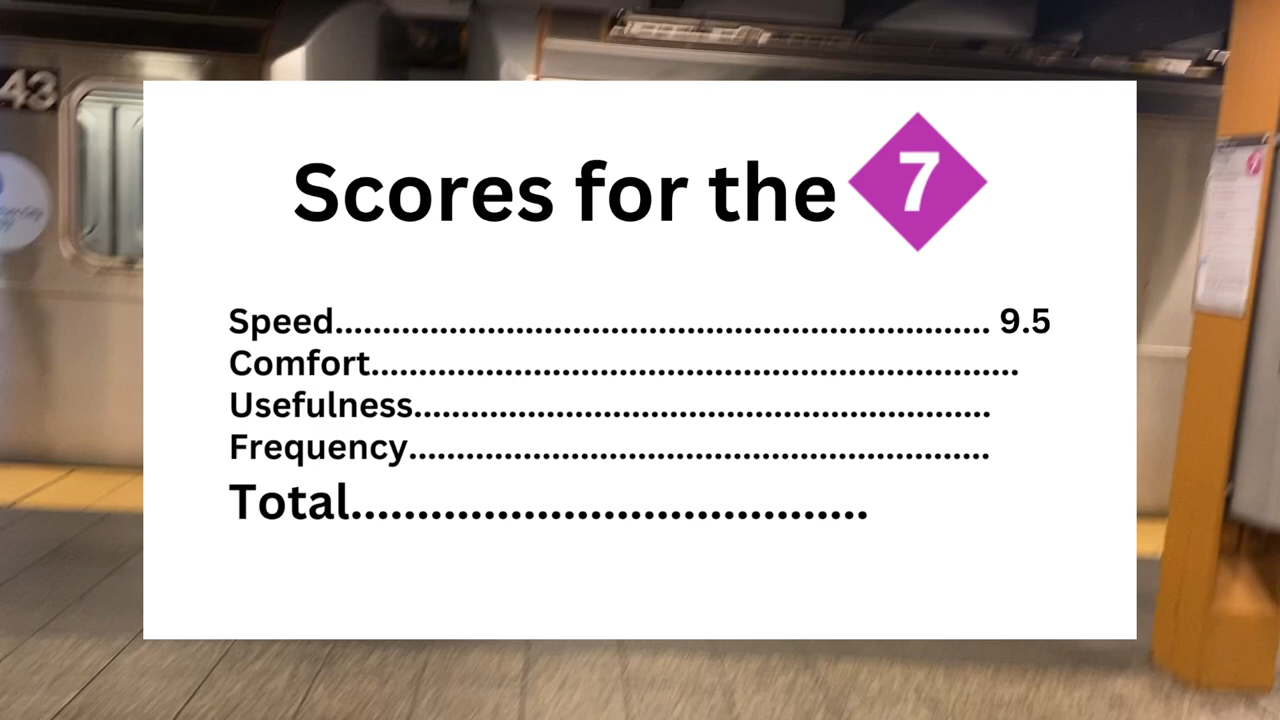 43
Scores for the 7
Speed.................................................................... 9.5
Comfort...................................................................
Usefulness............................................................
Frequency............................................................
Total.......................................